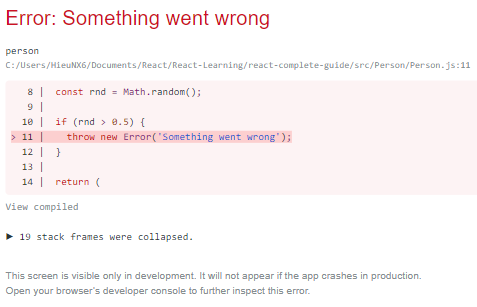 Error: Something went wrong
person
C:/Users/HieuNX6/Documents/React/React-Learning/react-complete-guide/src/Person/Person.js:11
8 | const rnd = Math.random();
9 |
10 | if (rnd > 0.5) {
> 11 | throw new Error('Something went wrong');
12 | }
13 |
14 | return (
View compiled
▶ 19 stack frames were collapsed.
This screen is visible only in development. It will not appear if the app crashes in production.
Open your browser's developer console to further inspect this error.